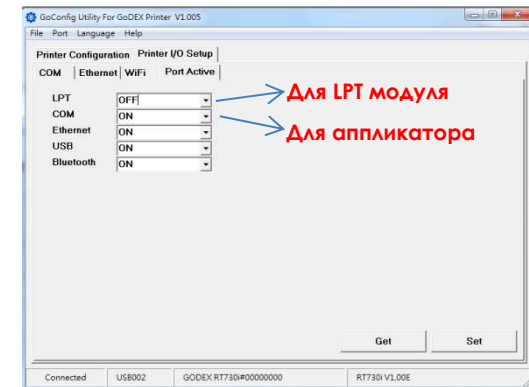 GoConfig Utility For GoDEX Printer V1.005
File Port Language Help
Printer Configuration Printer I/O Setup
COM Ethernet WiFi Port Active
LPT OFF Для LPT модуля
COM ON Для аппликатора
Ethernet ON
USB ON
Bluetooth ON
Get Set
Connected USB002 GODEX RT730i#00000000 RT730i V1.00E